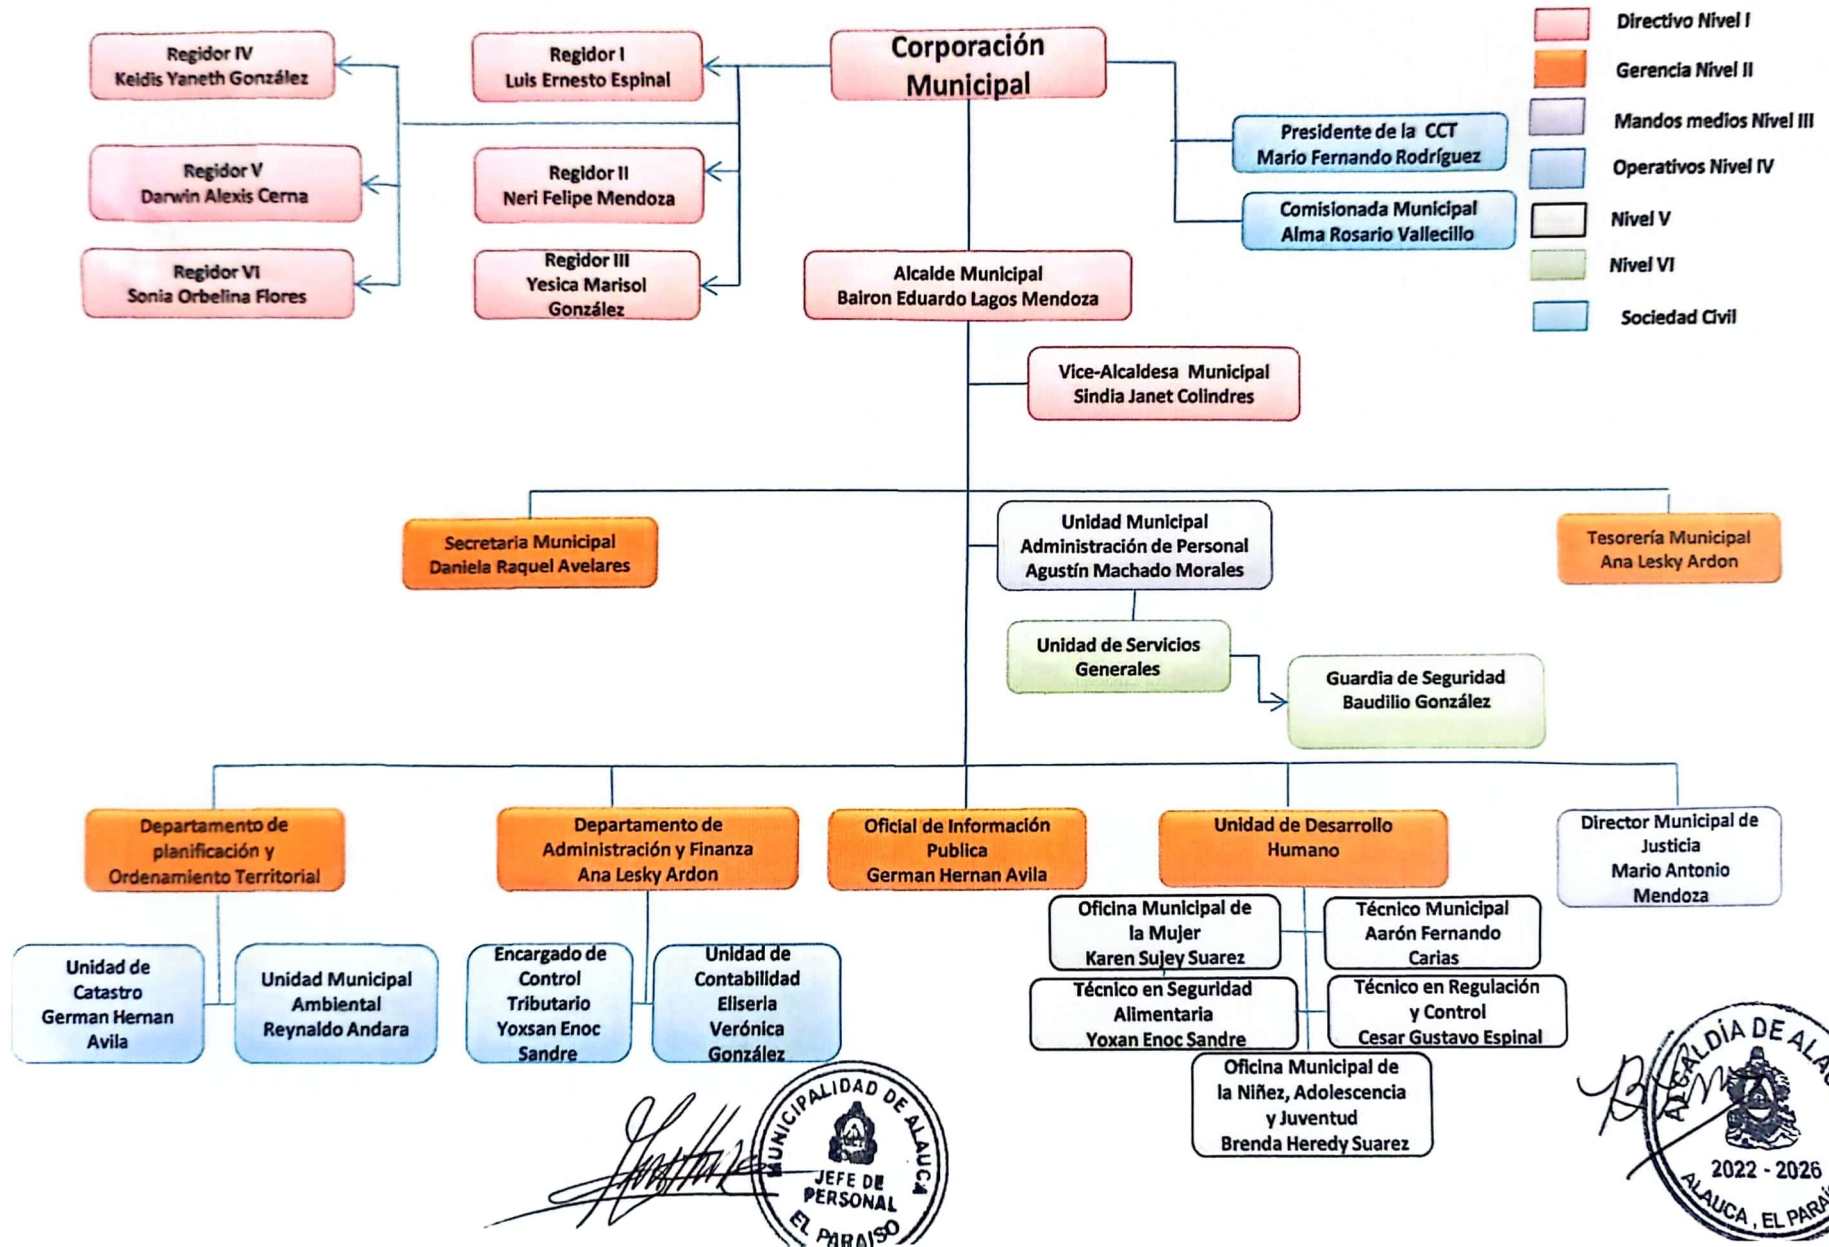 Corporación
Municipal
Regidor IV
Keidis Yaneth González
Regidor I
Luis Ernesto Espinal
Regidor V
Darwin Alexis Cerna
Regidor II
Neri Felipe Mendoza
Regidor VI
Sonia Orbelina Flores
Regidor III
Yesica Marisol
González
Presidente de la CCT
Mario Fernando Rodríguez
Comisionada Municipal
Alma Rosario Vallecillo
Directivo Nivel I
Gerencia Nivel II
Mandos medios Nivel III
Operativos Nivel IV
Nivel V
Nivel VI
Sociedad Civil
Alcalde Municipal
Bairon Eduardo Lagos Mendoza
Vice-Alcaldesa Municipal
Sindia Janet Colindres
Secretaria Municipal
Daniela Raquel Avelares
Unidad Municipal
Administración de Personal
Agustín Machado Morales
Tesorería Municipal
Ana Lesky Ardon
Unidad de Servicios
Generales
Guardia de Seguridad
Baudilio González
Departamento de
planificación y
Ordenamiento Territorial
Departamento de
Administración y Finanza
Ana Lesky Ardon
Oficial de Información
Publica
German Hernan Avila
Unidad de Desarrollo
Humano
Director Municipal de
Justicia
Mario Antonio
Mendoza
Unidad de
Catastro
German Hernan
Avila
Unidad Municipal
Ambiental
Reynaldo Andara
Encargado de
Control
Tributario
Yoxsan Enoc
Sandre
Unidad de
Contabilidad
Eliserla
Verónica
González
Oficina Municipal de
la Mujer
Karen Sujey Suarez
Técnico Municipal
Aarón Fernando
Carias
Técnico en Seguridad
Alimentaria
Yoxan Enoc Sandre
Técnico en Regulación
y Control
Cesar Gustavo Espinal
Oficina Municipal de
la Niñez, Adolescencia
y Juventud
Brenda Heredy Suarez
MUNICIPALIDAD DE ALAUCA
JEFE DE
PERSONAL
EL PARAISO
ALCALDÍA DE
2022 - 2026
ALAUCA, EL